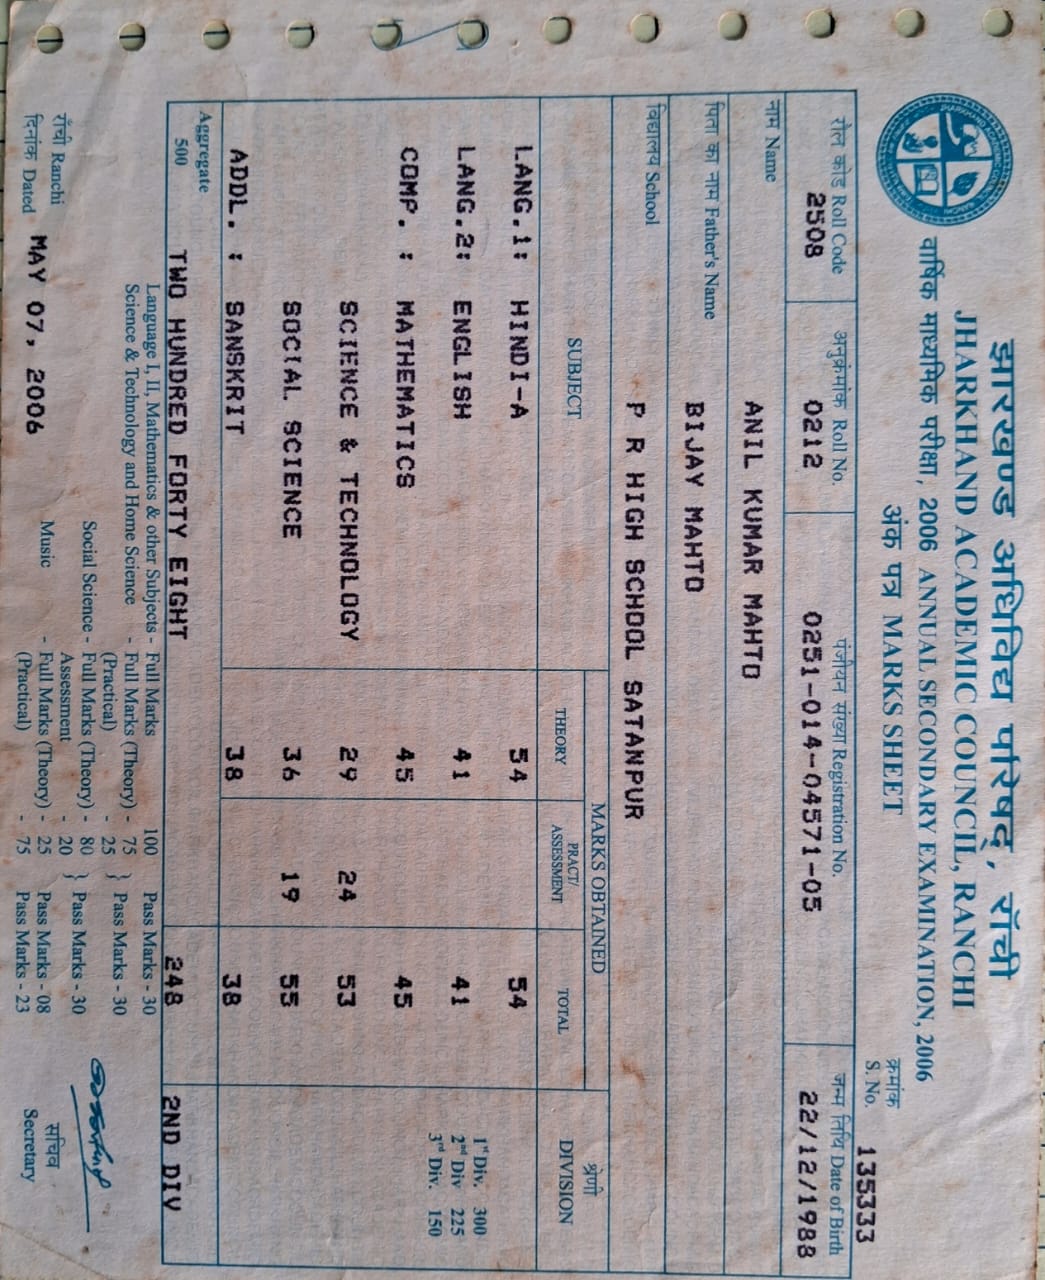 झारखण्ड अधिविद्य परिषद्, राँची
JHARKHAND ACADEMIC COUNCIL, RANCHI
वार्षिक माध्यमिक परीक्षा, 2006 ANNUAL SECONDARY EXAMINATION, 2006
अंक पत्र MARKS SHEET
क्रमांक
S. No. 135333
रोल कोड Roll Code अनुक्रमांक Roll No. पंजीयन संख्या Registration No. जन्म तिथि Date of Birth
2508 0212 0251-014-04571-05 22/12/1988
नाम Name ANIL KUMAR MAHTO
पिता का नाम Father's Name BIJAY MAHTO
विद्यालय School P R HIGH SCHOOL SATANPUR
SUBJECT MARKS OBTAINED श्रेणी
THEORY PRACT/ ASSESSMENT TOTAL DIVISION
LANG.1: HINDI-A 54 54
LANG.2: ENGLISH 41 41
COMP. : MATHEMATICS 45 45
SCIENCE & TECHNOLOGY 29 24 53
SOCIAL SCIENCE 36 19 55
ADDL. : SANSKRIT 38 38
1st Div. 300
2nd Div 225
3rd Div. 150
Aggregate
500 TWO HUNDRED FORTY EIGHT 248 2ND DIV
Language I, II, Mathematics & other Subjects - Full Marks 100 Pass Marks - 30
Science & Technology and Home Science - Full Marks (Theory) - 75 } Pass Marks - 30
(Practical) - 25
Social Science - Full Marks (Theory) - 80 } Pass Marks - 30
Assessment - 20
Music - Full Marks (Theory) - 25 Pass Marks - 08
(Practical) - 75 Pass Marks - 23
राँची Ranchi
दिनांक Dated MAY 07, 2006
सचिव
Secretary